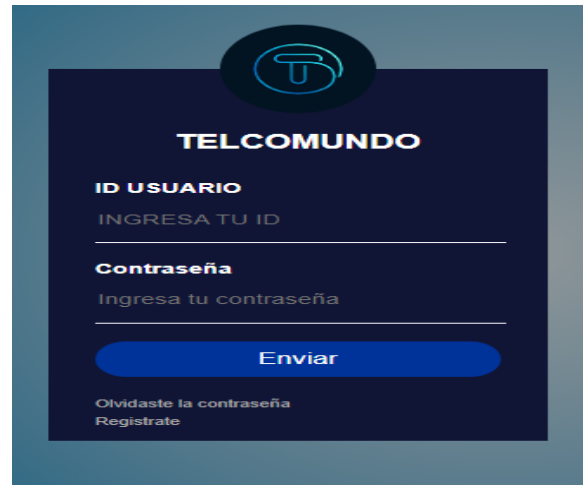 TELCOMUNDO
ID USUARIO
INGRESA TU ID
Contraseña
Ingresa tu contraseña
Enviar
Olvidaste la contraseña
Registrate